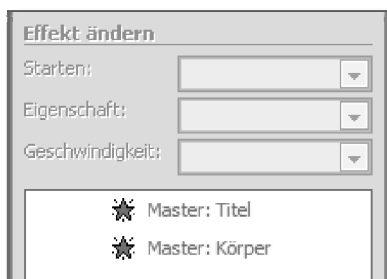 Effekt ändern
Starten:
Eigenschaft:
Geschwindigkeit:
Master: Titel
Master: Körper